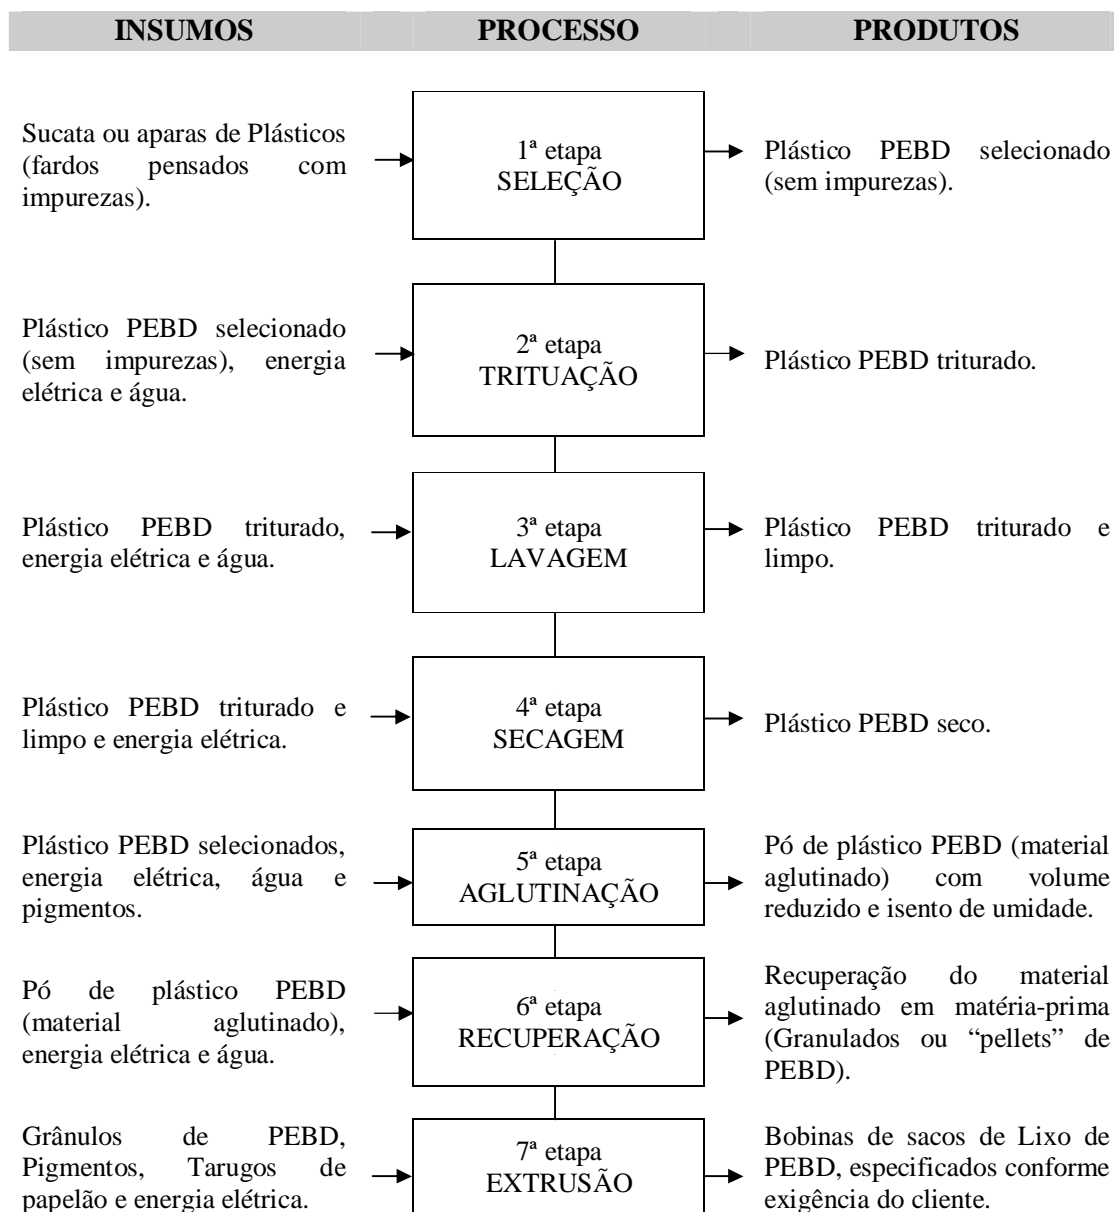 INSUMOS PROCESSO PRODUTOS
Sucata ou aparas de Plásticos
(fardos pensados com
impurezas).
1ª etapa
SELEÇÃO
Plástico PEBD selecionado
(sem impurezas).
Plástico PEBD selecionado
(sem impurezas), energia
elétrica e água.
2ª etapa
TRITUAÇÃO
Plástico PEBD triturado.
Plástico PEBD triturado,
energia elétrica e água.
3ª etapa
LAVAGEM
Plástico PEBD triturado e
limpo.
Plástico PEBD triturado e
limpo e energia elétrica.
4ª etapa
SECAGEM
Plástico PEBD seco.
Plástico PEBD selecionados,
energia elétrica, água e
pigmentos.
5ª etapa
AGLUTINAÇÃO
Pó de plástico PEBD (material
aglutinado) com volume
reduzido e isento de umidade.
Pó de plástico PEBD
(material aglutinado),
energia elétrica e água.
6ª etapa
RECUPERAÇÃO
Recuperação do material
aglutinado em matéria-prima
(Granulados ou “pellets” de
PEBD).
Grânulos de PEBD,
Pigmentos, Tarugos de
papelão e energia elétrica.
7ª etapa
EXTRUSÃO
Bobinas de sacos de Lixo de
PEBD, especificados conforme
exigência do cliente.